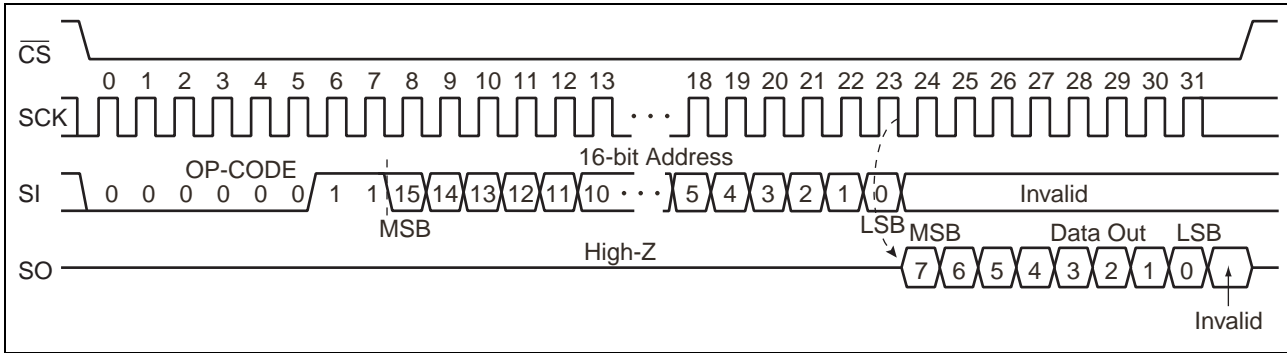 CS
0 1 2 3 4 5 6 7 8 9 10 11 12 13 18 19 20 21 22 23 24 25 26 27 28 29 30 31
SCK ···
OP-CODE 16-bit Address
SI 0 0 0 0 0 0 1 1 15 14 13 12 11 10 ··· 5 4 3 2 1 0 Invalid
MSB LSB MSB Data Out LSB
High-Z
SO 7 6 5 4 3 2 1 0
Invalid